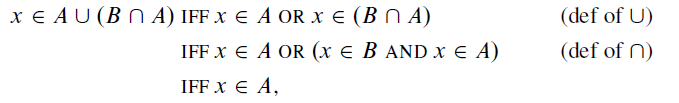 x ∈ A ∪ (B ∩ A) IFF x ∈ A OR x ∈ (B ∩ A) (def of ∪)
IFF x ∈ A OR (x ∈ B AND x ∈ A) (def of ∩)
IFF x ∈ A,